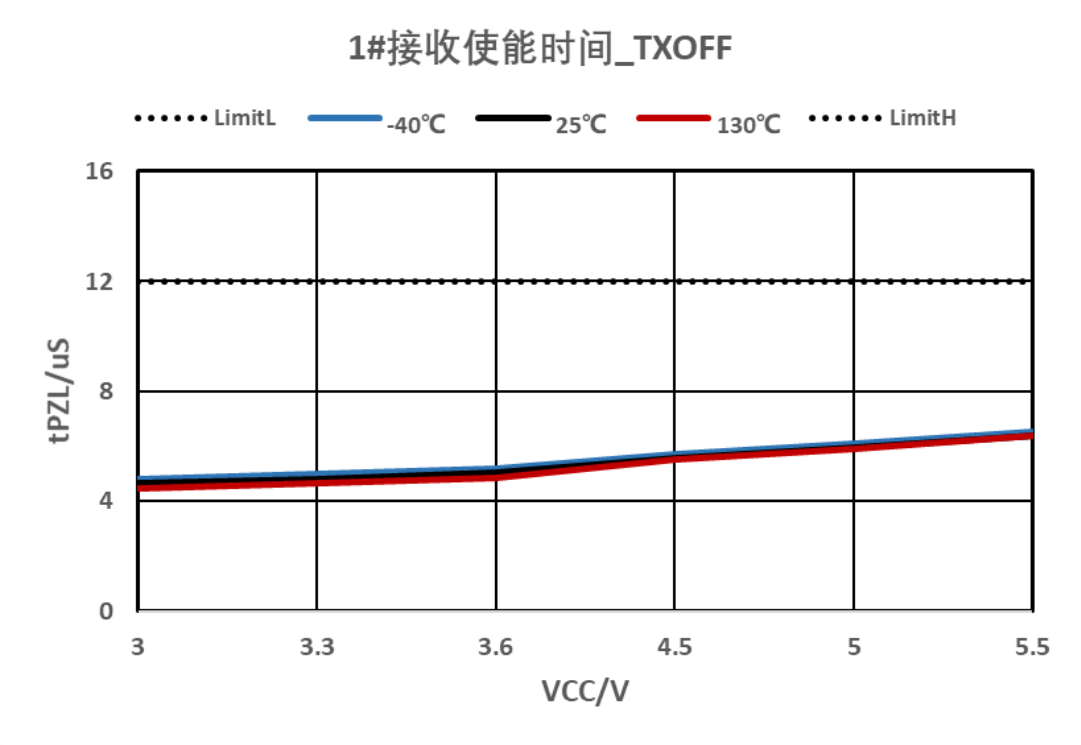 1#接收使能时间_TXOFF
LimitL -40℃ 25℃ 130℃ LimitH
16
12
8
4
0
tPZL/uS
3 3.3 3.6 4.5 5 5.5
VCC/V